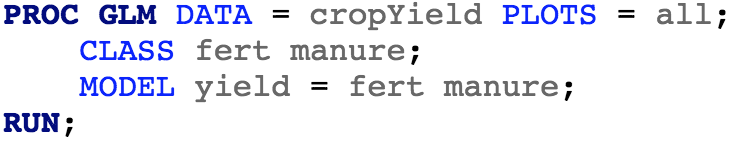 PROC GLM DATA = cropYield PLOTS = all;
CLASS fert manure;
MODEL yield = fert manure;
RUN;